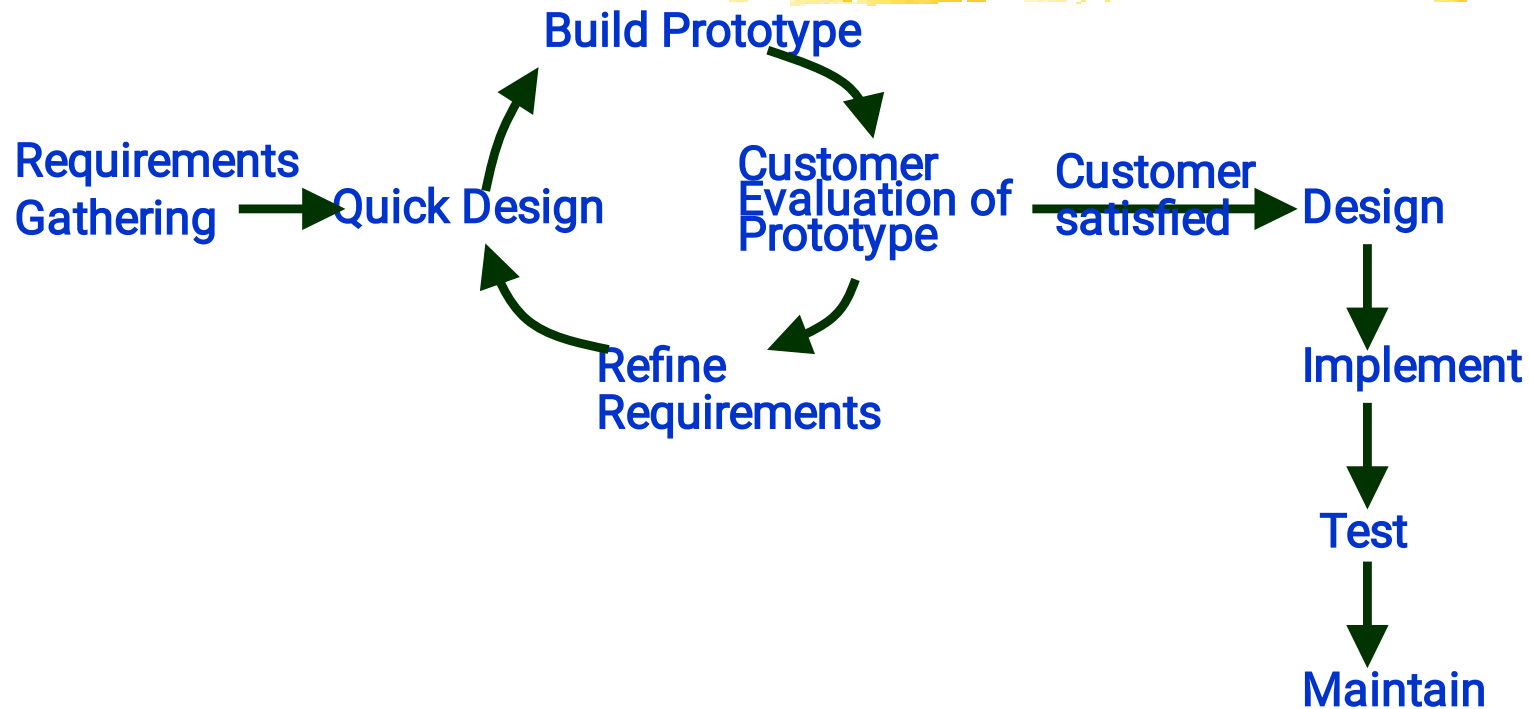 Build Prototype
Requirements
Gathering
Quick Design
Customer
Evaluation of
Prototype
Customer
satisfied
Design
Refine
Requirements
Implement
Test
Maintain